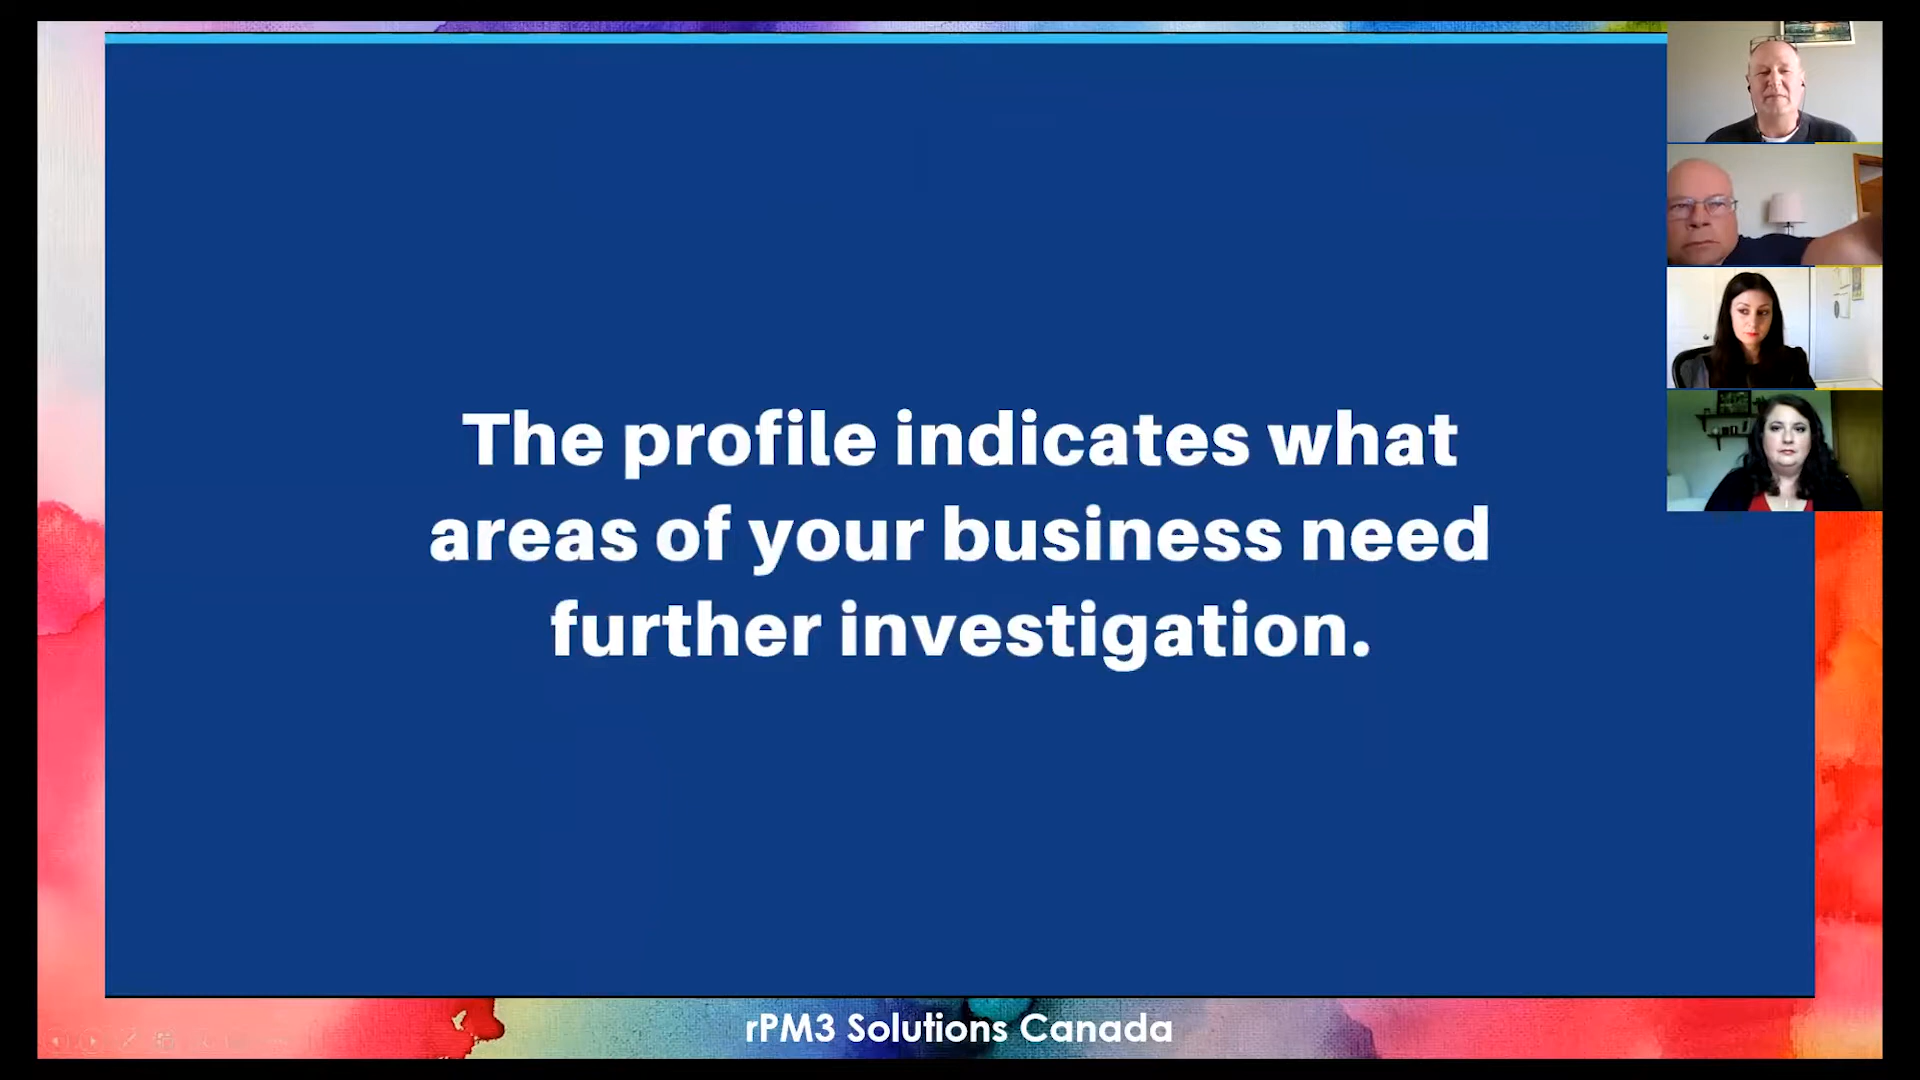 The profile indicates what
areas of your business need
further investigation.
rPM3 Solutions Canada